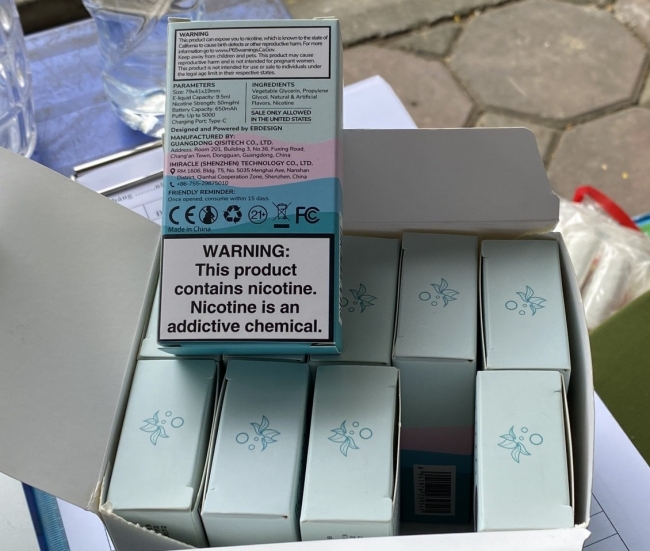 WARNING
This product can expose you to nicotine, which is known to the state of
California to cause birth defects or other reproductive harm. For more
information go to www.P65warnings.Ca.Gov.
Keep away from children and pets. This product may cause
reproductive harm and is not intended for pregnant women.
This product is not intended for use or sale to individuals under
the legal age limit in their respective states.
PARAMETERS
Size: 79x41x19mm
E-liquid Capacity: 9.5ml
Nicotine Strength: 50mg/ml
Battery Capacity: 650mAh
Puffs: Up to 5000
Charging Port: Type-C
INGREDIENTS
Vegetable Glycerin, Propylene
Glycol, Natural & Artificial
Flavors, Nicotine
SALE ONLY ALLOWED
IN THE UNITED STATES
Designed and Powered by EBDESIGN
MANUFACTURED BY:
GUANGDONG QISITECH CO., LTD.
Address: Room 201, Building 3, No.36, Fuxing Road,
Chang'an Town, Dongguan, Guangdong, China
IMIRACLE (SHENZHEN) TECHNOLOGY CO., LTD.
RM 1606, Bldg. T5, No. 5035 Menghai Ave, Nanshan
District, Qianhai Cooperation Zone, Shenzhen, China
+86-755-29675010
FRIENDLY REMINDER:
Once opened, consume within 15 days.
CE 21+ FC
Made in China
WARNING:
This product
contains nicotine.
Nicotine is an
addictive chemical.